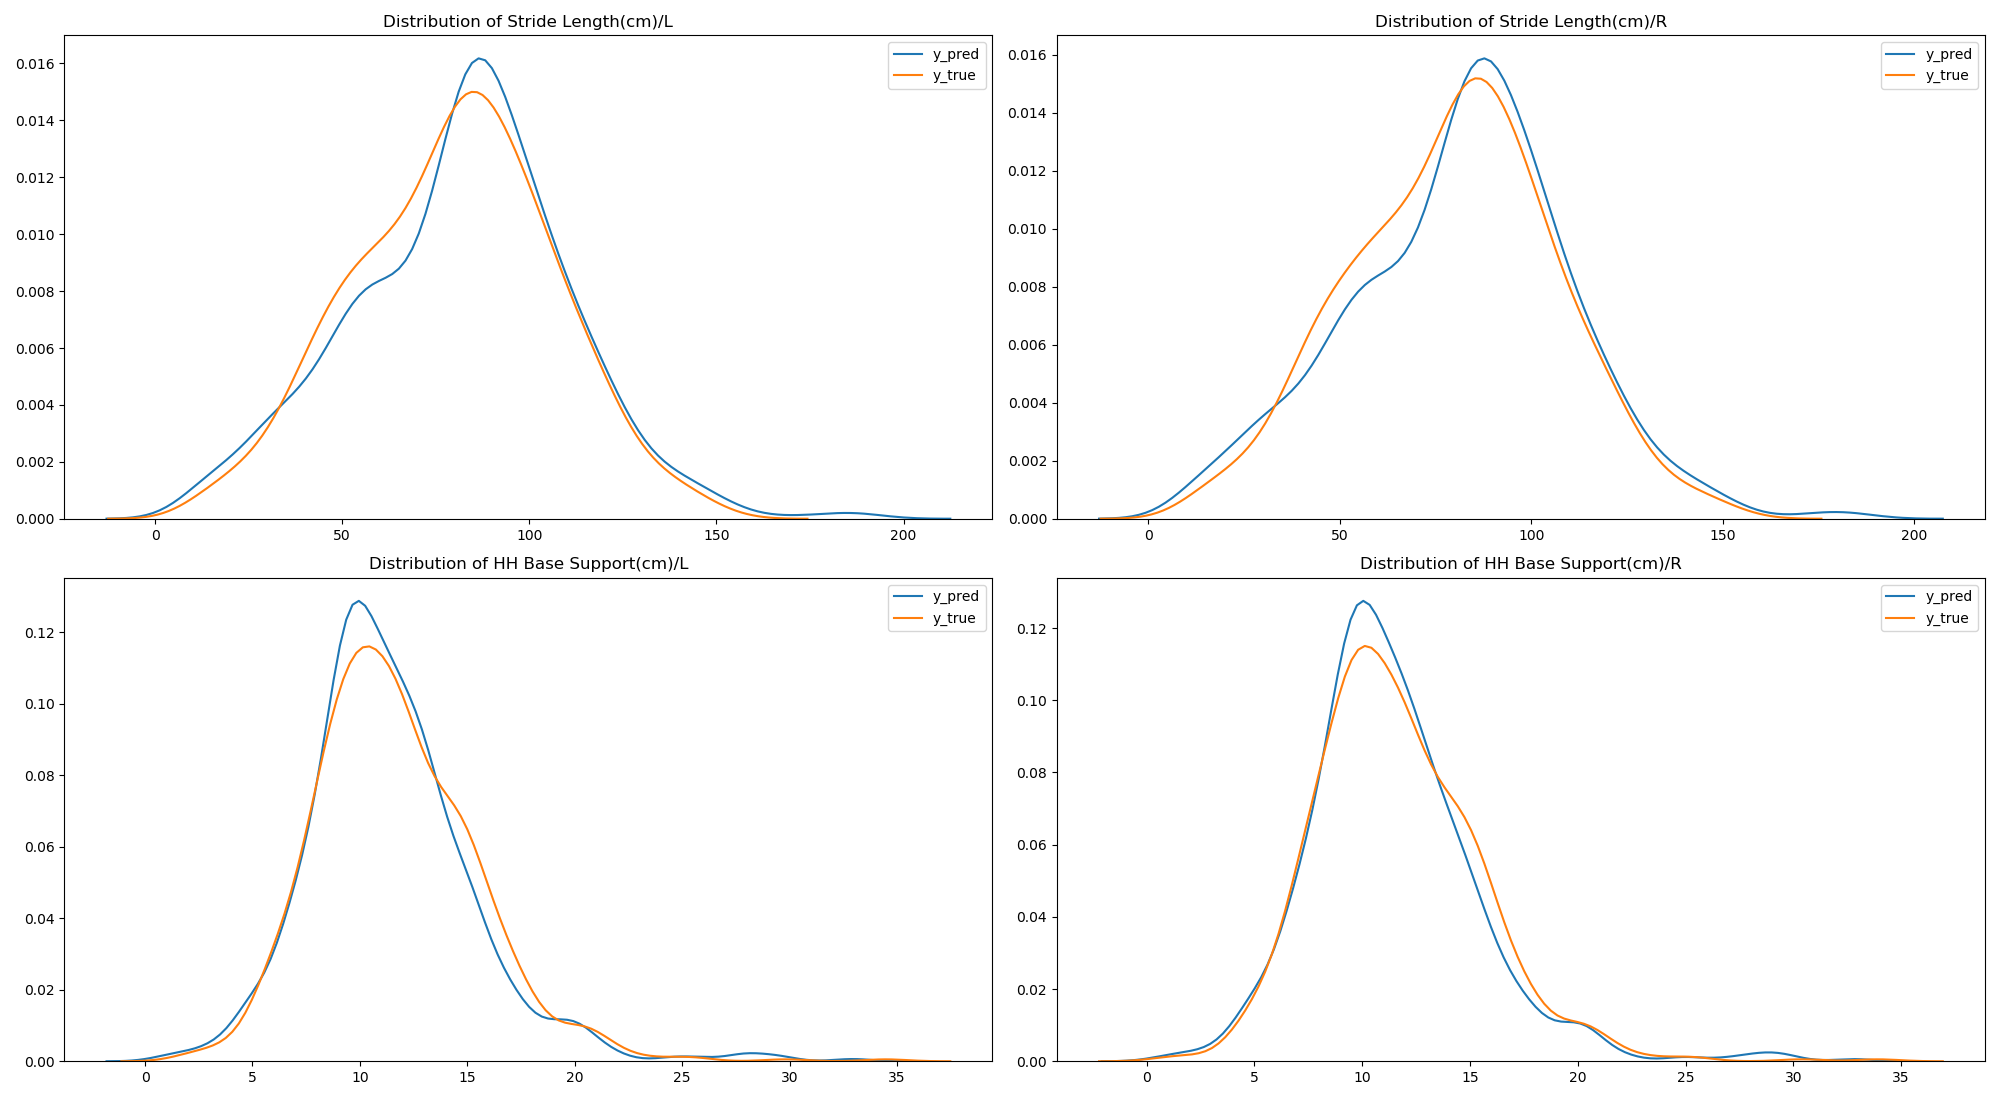 Distribution of Stride Length(cm)/L
y_pred
y_true
0.016
0.014
0.012
0.010
0.008
0.006
0.004
0.002
0.000
0 50 100 150 200
Distribution of Stride Length(cm)/R
y_pred
y_true
0.016
0.014
0.012
0.010
0.008
0.006
0.004
0.002
0.000
0 50 100 150 200
Distribution of HH Base Support(cm)/L
y_pred
y_true
0.12
0.10
0.08
0.06
0.04
0.02
0.00
0 5 10 15 20 25 30 35
Distribution of HH Base Support(cm)/R
y_pred
y_true
0.12
0.10
0.08
0.06
0.04
0.02
0.00
0 5 10 15 20 25 30 35